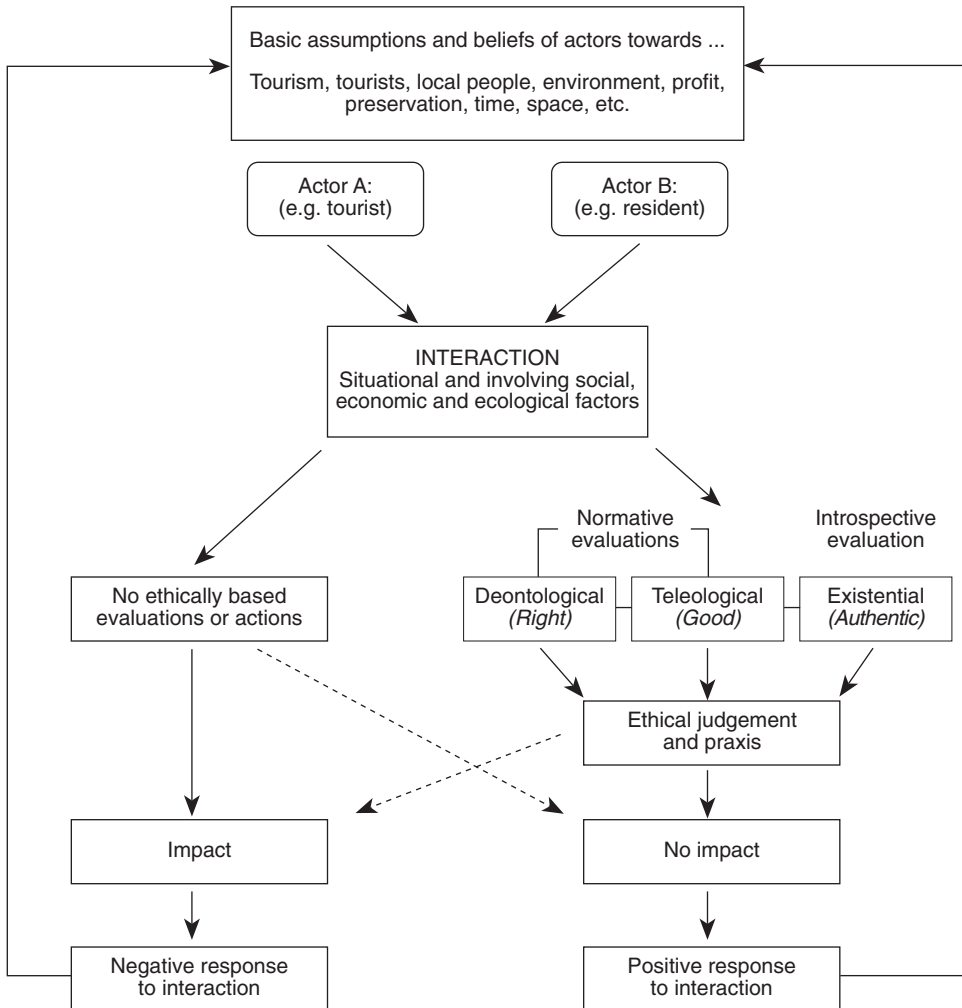 Basic assumptions and beliefs of actors towards ...
Tourism, tourists, local people, environment, profit,
preservation, time, space, etc.
Actor A:
(e.g. tourist)
Actor B:
(e.g. resident)
INTERACTION
Situational and involving social,
economic and ecological factors
Normative
evaluations
Introspective
evaluation
No ethically based
evaluations or actions
Deontological
(Right)
Teleological
(Good)
Existential
(Authentic)
Ethical judgement
and praxis
Impact
No impact
Negative response
to interaction
Positive response
to interaction